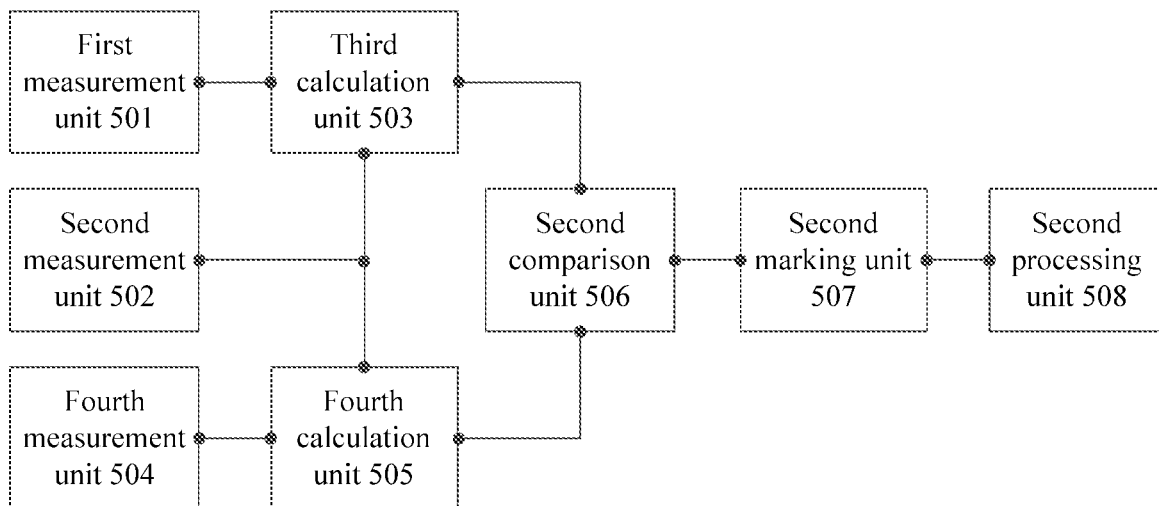 First
measurement
unit 501
Third
calculation
unit 503
Second
measurement
unit 502
Second
comparison
unit 506
Second
marking unit
507
Second
processing
unit 508
Fourth
measurement
unit 504
Fourth
calculation
unit 505